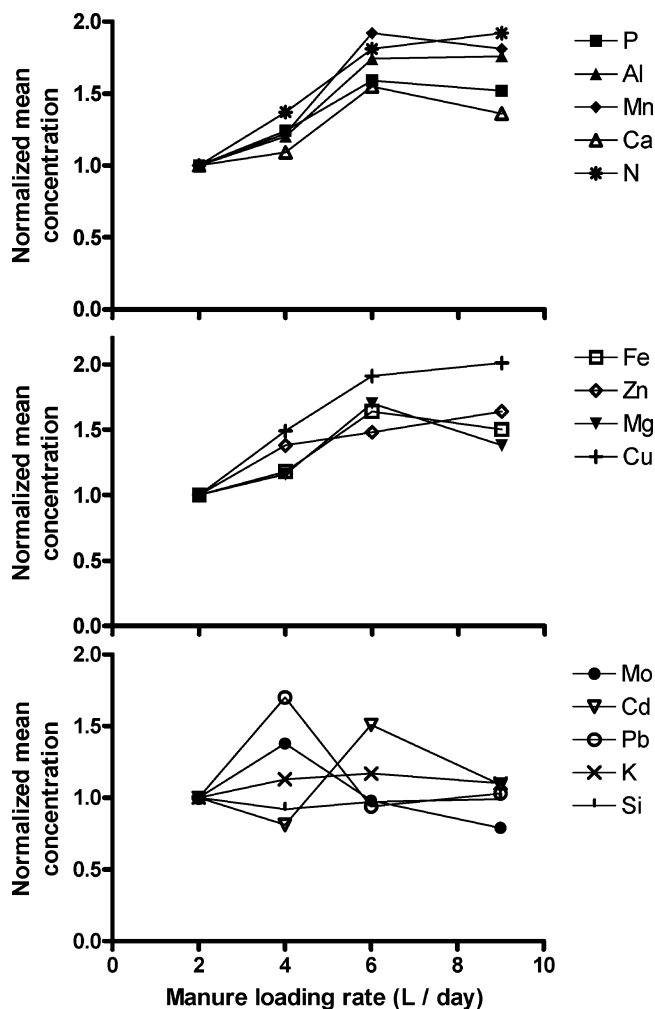 2.0
1.5
1.0
0.5
0.0
Normalized mean
concentration
P
Al
Mn
Ca
N
2.0
1.5
1.0
0.5
0.0
Normalized mean
concentration
Fe
Zn
Mg
Cu
2.0
1.5
1.0
0.5
0.0
Normalized mean
concentration
Mo
Cd
Pb
K
Si
0 2 4 6 8 10
Manure loading rate (L / day)